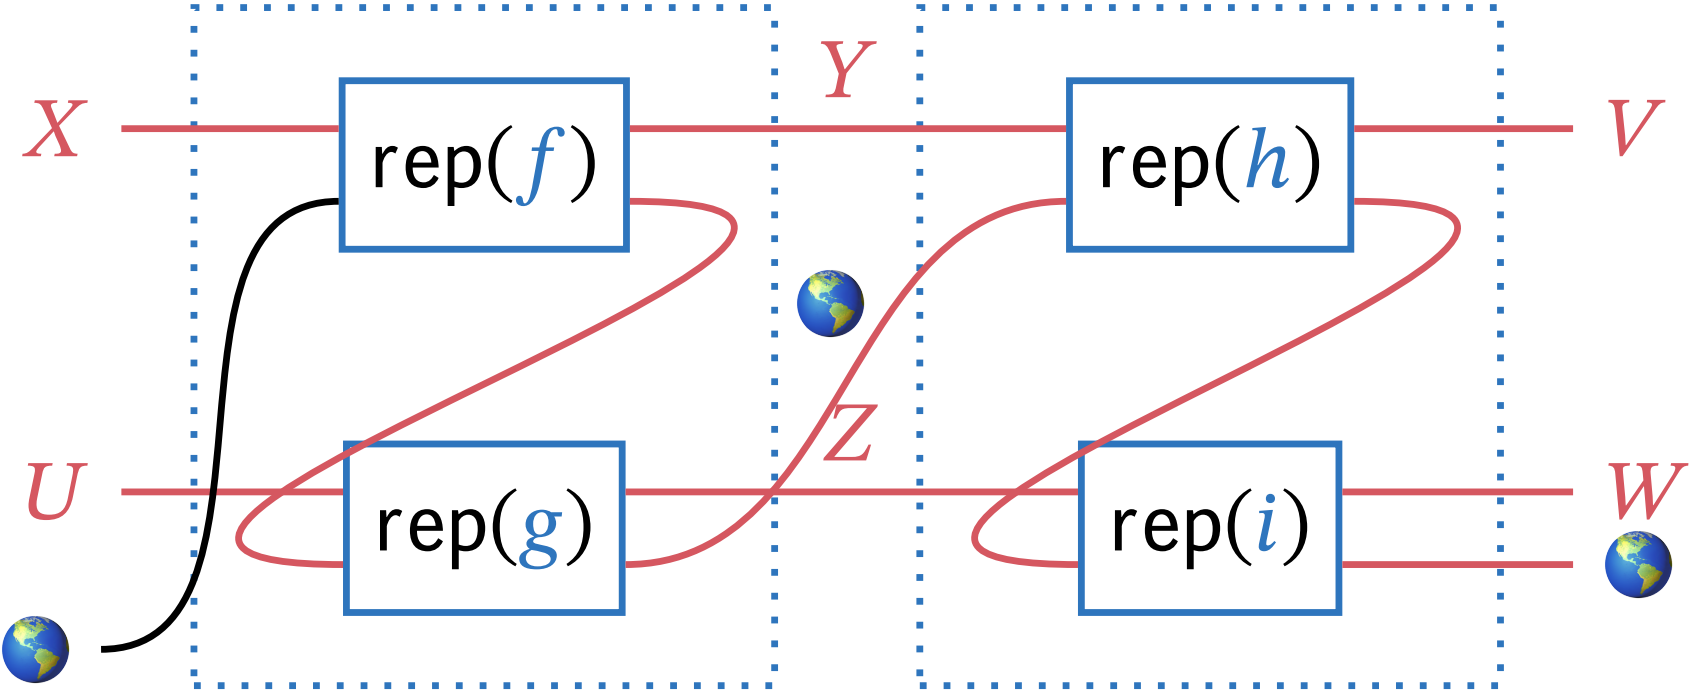 Y
X
rep(f)
rep(h)
V
Z
U
rep(g)
rep(i)
W